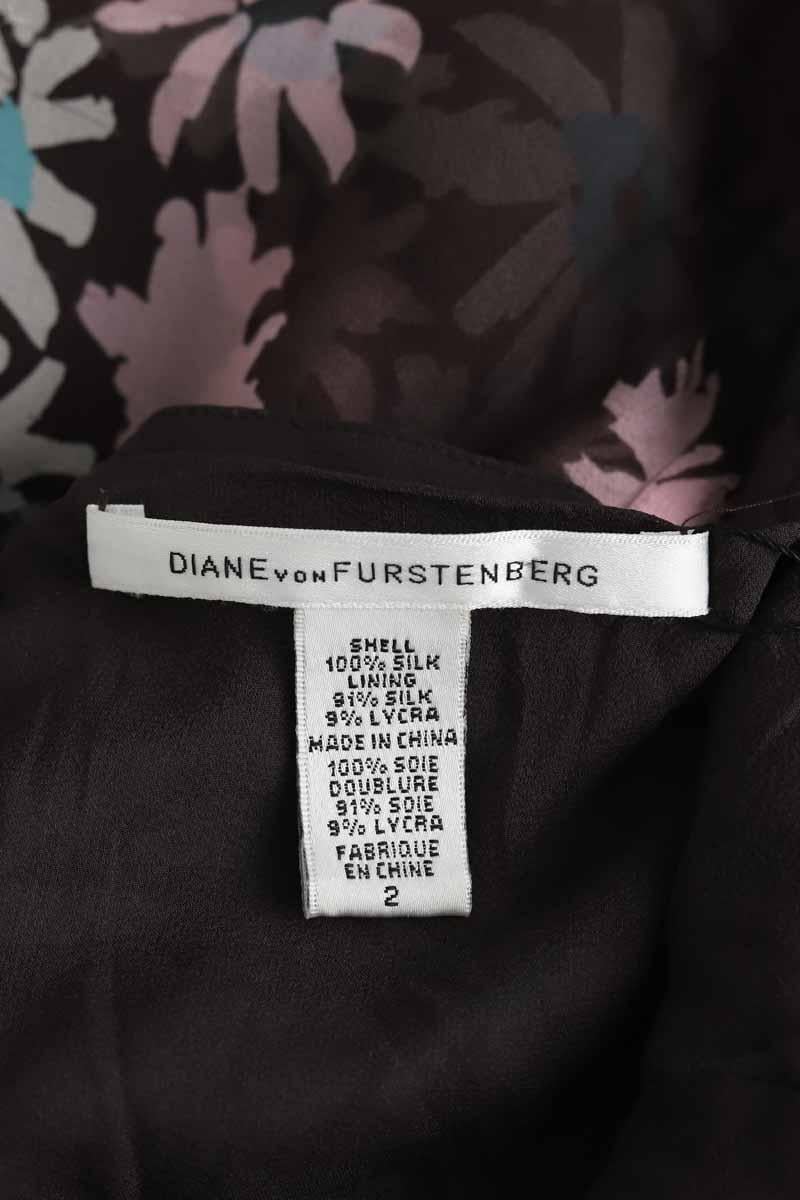 DIANE VON FURSTENBERG
SHELL
100% SILK
LINING
91% SILK
9% LYCRA
MADE IN CHINA
100% SOIE
DOUBLURE
91% SOIE
9% LYCRA
FABRIQUE
EN CHINE
2